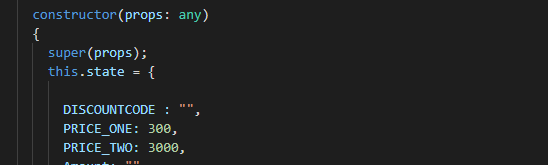 constructor(props: any)
{
super(props);
this.state = {
DISCOUNTCODE : "",
PRICE_ONE: 300,
PRICE_TWO: 3000,
Amount: ""